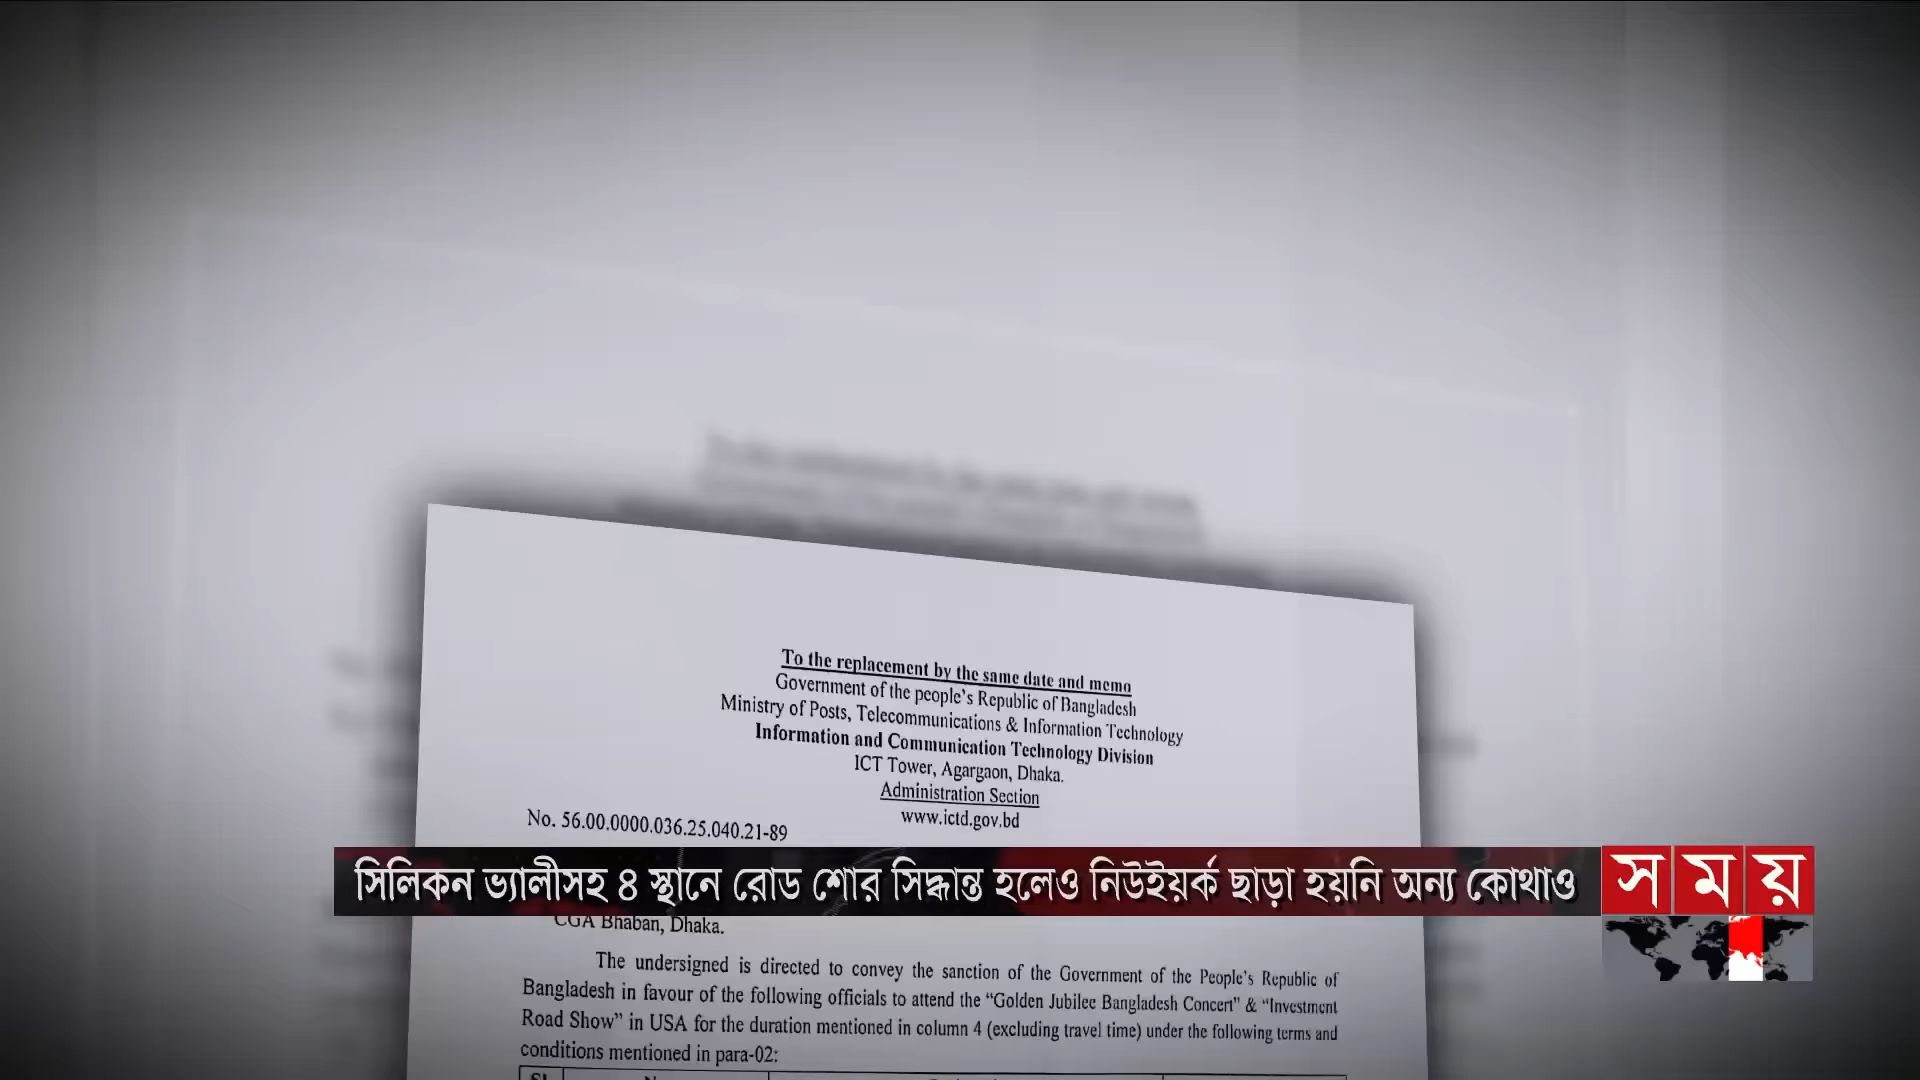 To the replacement by the same date and memo
Government of the people's Republic of Bangladesh
Ministry of Posts, Telecommunications & Information Technology
Information and Communication Technology Division
ICT Tower, Agargaon, Dhaka.
Administration Section
www.ictd.gov.bd
No. 56.00.0000.036.25.040.21-89
সিলিকন ভ্যালীসহ ৪ স্থানে রোড শোর সিদ্ধান্ত হলেও নিউইয়র্ক ছাড়া হয়নি অন্য কোথাও
সময়
CGA Bhaban, Dhaka.
The undersigned is directed to convey the sanction of the Government of the People's Republic of
Bangladesh in favour of the following officials to attend the "Golden Jubilee Bangladesh Concert" & "Investment
Road Show" in USA for the duration mentioned in column 4 (excluding travel time) under the following terms and
conditions mentioned in para-02: